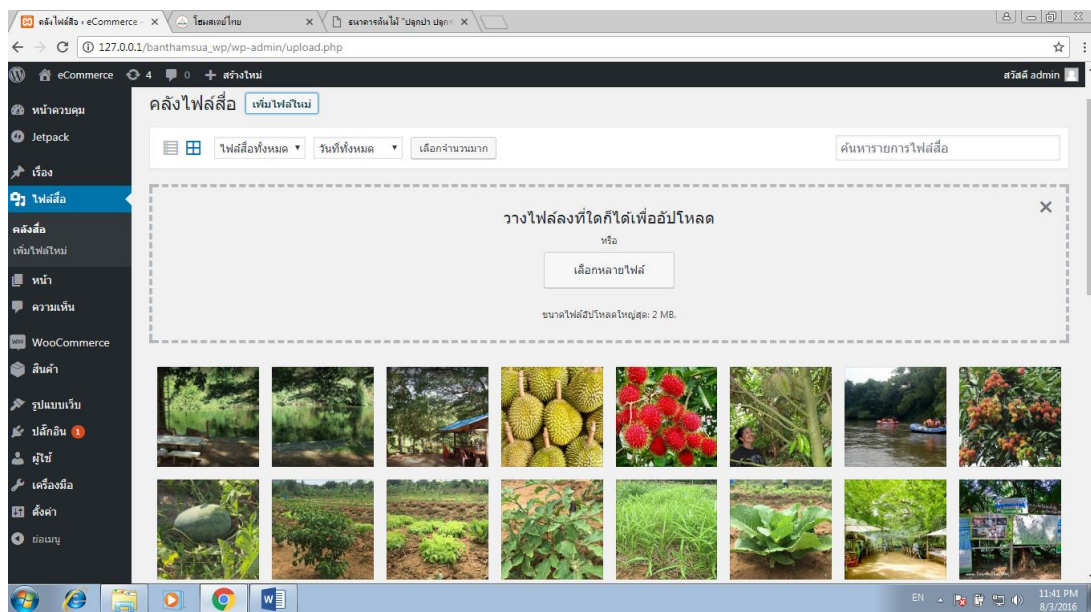 คลังไฟล์สื่อ ‹ eCommerce -
โฮมสเตย์ไทย
ธนาคารต้นไม้ "ปลูกป่า ปลูก
127.0.0.1/banthamsua_wp/wp-admin/upload.php
eCommerce 4 0 + สร้างใหม่
สวัสดี admin
หน้าควบคุม
Jetpack
เรื่อง
ไฟล์สื่อ
คลังสื่อ
เพิ่มไฟล์ใหม่
หน้า
ความเห็น
WooCommerce
สินค้า
รูปแบบเว็บ
ปลั๊กอิน 1
ผู้ใช้
เครื่องมือ
ตั้งค่า
ย่อเมนู
คลังไฟล์สื่อ เพิ่มไฟล์ใหม่
ไฟล์สื่อทั้งหมด วันที่ทั้งหมด เลือกจำนวนมาก
ค้นหารายการไฟล์สื่อ
วางไฟล์ลงที่ใดก็ได้เพื่ออัปโหลด
หรือ
เลือกหลายไฟล์
ขนาดไฟล์อัปโหลดใหญ่สุด: 2 MB.
EN
11:41 PM
8/3/2016